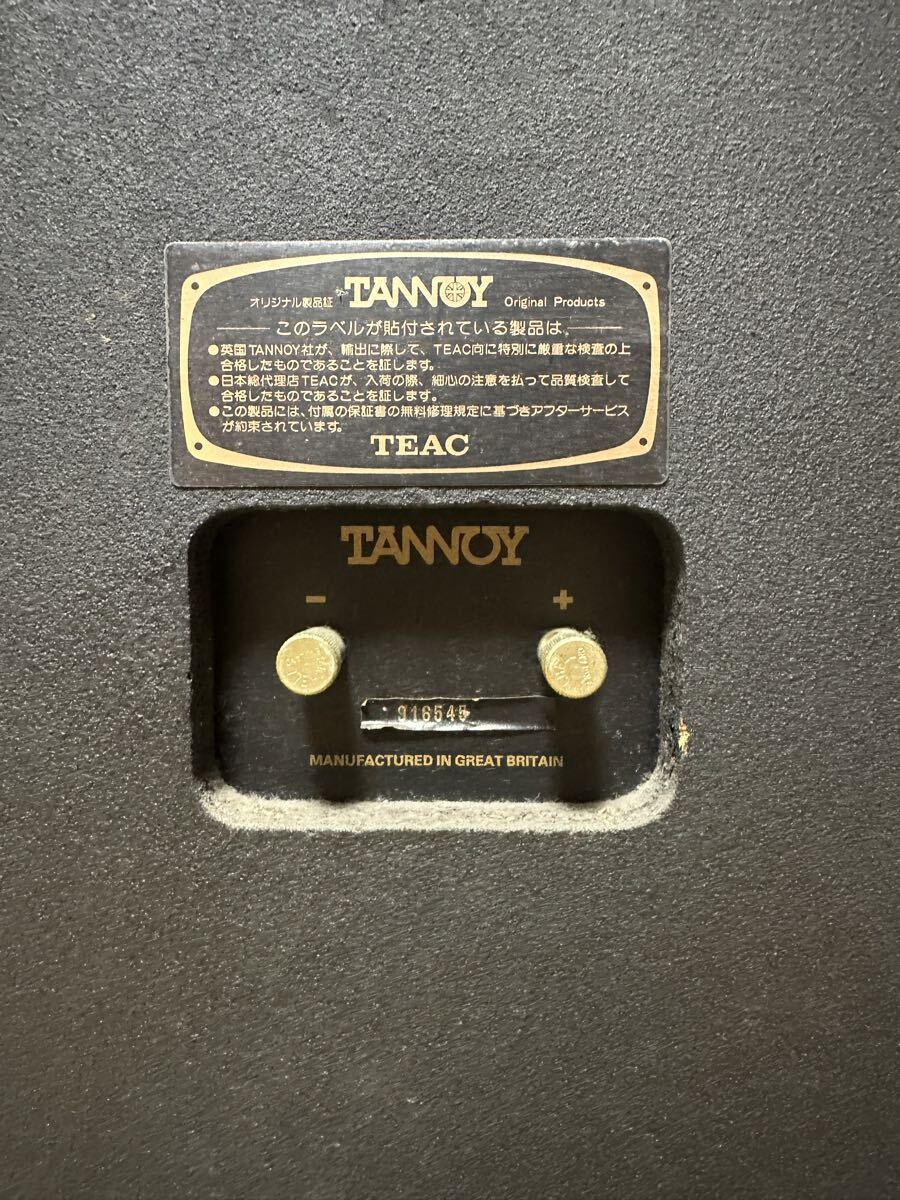 オリジナル製品証 TANNOY Original Products
このラベルが貼付されている製品は、
●英国TANNOY社が、輸出に際して、TEAC向に特別に厳重な検査の上
合格したものであることを証します。
●日本総代理店TEACが、入荷の際、細心の注意を払って品質検査して
合格したものであることを証します。
●この製品には、付属の保証書の無料修理規定に基づきアフターサービス
が約束されています。
TEAC
TANNOY
− +
916545
MANUFACTURED IN GREAT BRITAIN